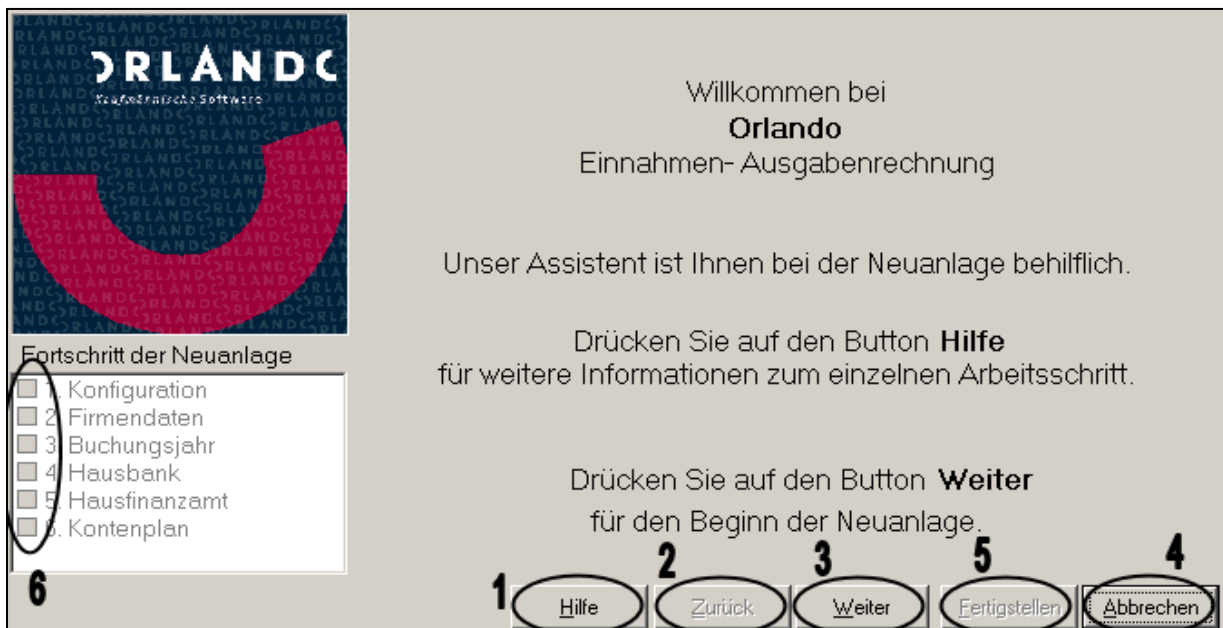 ORLANDO
Kaufmännische Software
Willkommen bei
Orlando
Einnahmen- Ausgabenrechnung
Unser Assistent ist Ihnen bei der Neuanlage behilflich.
Drücken Sie auf den Button Hilfe
für weitere Informationen zum einzelnen Arbeitsschritt.
Drücken Sie auf den Button Weiter
für den Beginn der Neuanlage.
Fortschritt der Neuanlage
1. Konfiguration
2. Firmendaten
3. Buchungsjahr
4. Hausbank
5. Hausfinanzamt
6. Kontenplan
6
1 Hilfe
2 Zurück
3 Weiter
5 Fertigstellen
4 Abbrechen